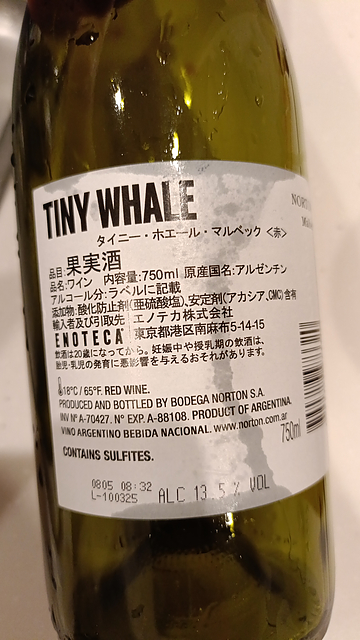 TINY WHALE
タイニー・ホエール・マルベック <赤>
品目:果実酒
品名:ワイン 内容量:750ml 原産国名:アルゼンチン
アルコール分:ラベルに記載
添加物:酸化防止剤(亜硫酸塩)、安定剤(アカシア、CMC)含有
輸入者及び引取先 エノテカ株式会社
ENOTECA 東京都港区南麻布5-14-15
飲酒は20歳になってから。妊娠中や授乳期の飲酒は、
胎児・乳児の発育に悪影響を与えるおそれがあります。
18°C / 65°F. RED WINE.
PRODUCED AND BOTTLED BY BODEGA NORTON S.A.
INV Nº A-70427. Nº EXP. A-88108. PRODUCT OF ARGENTINA.
VINO ARGENTINO BEBIDA NACIONAL. www.norton.com.ar
750ml
CONTAINS SULFITES.
0805 08:32
L-100325
ALC 13.5 % VOL